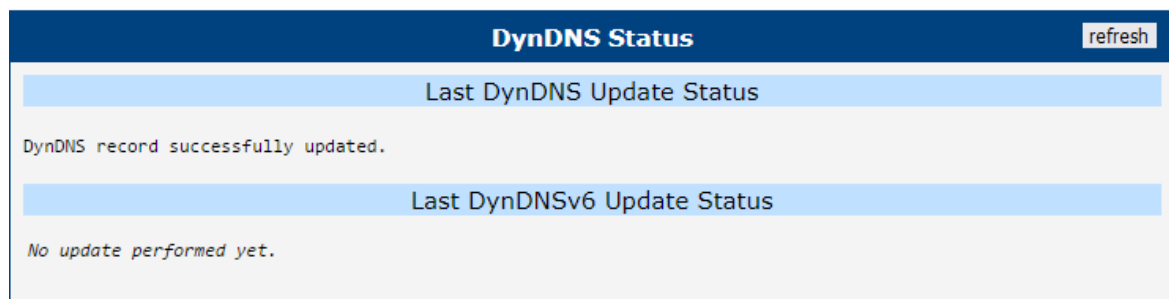 DynDNS Status
refresh
Last DynDNS Update Status
DynDNS record successfully updated.
Last DynDNSv6 Update Status
No update performed yet.